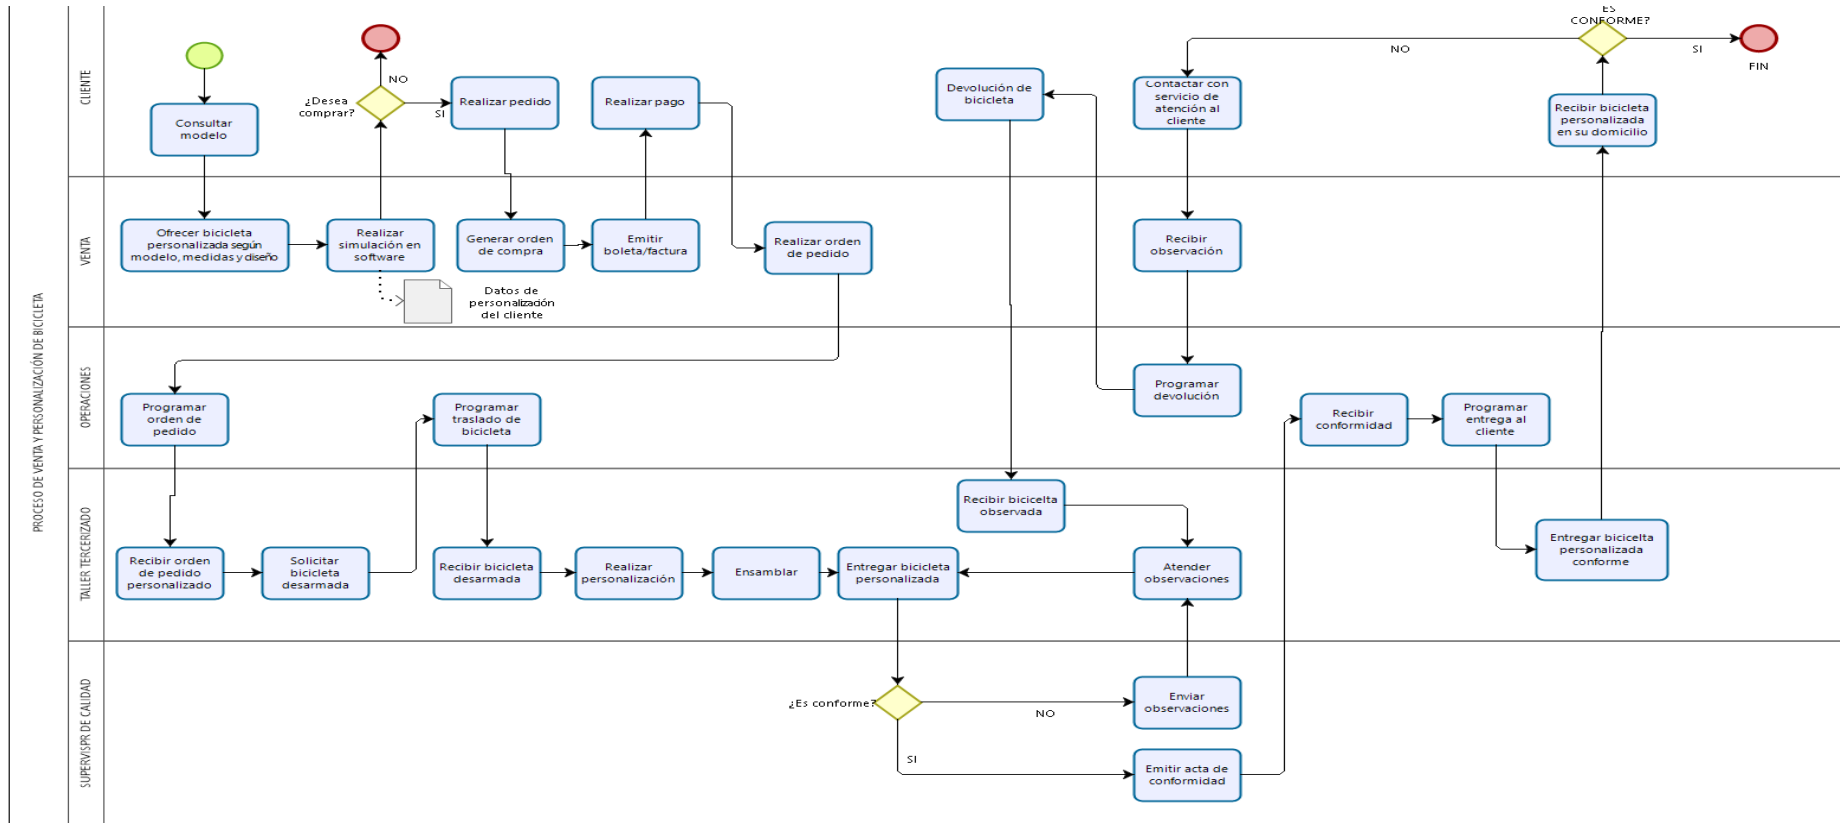 PROCESO DE VENTA Y PERSONALIZACIÓN DE BICICLETA
CLIENTE
Consultar
modelo
¿Desea
comprar?
NO
SI
Realizar pedido
Realizar pago
Devolución de
bicicleta
Contactar con
servicio de
atención al
cliente
NO
ES
CONFORME?
SI
FIN
Recibir bicicleta
personalizada
en su domicilio
VENTA
Ofrecer bicicleta
personalizada según
modelo, medidas y diseño
Realizar
simulación en
software
Datos de
personalización
del cliente
Generar orden
de compra
Emitir
boleta/factura
Realizar orden
de pedido
Recibir
observación
OPERACIONES
Programar
orden de
pedido
Programar
traslado de
bicicleta
Programar
devolución
Recibir
conformidad
Programar
entrega al
cliente
TALLER TERCERIZADO
Recibir orden
de pedido
personalizado
Solicitar
bicicleta
desarmada
Recibir bicicleta
desarmada
Realizar
personalización
Ensamblar
Entregar bicicleta
personalizada
Recibir bicicelta
observada
Atender
observaciones
Entregar bicicelta
personalizada
conforme
SUPERVISPR DE CALIDAD
¿Es conforme?
NO
SI
Enviar
observaciones
Emitir acta de
conformidad